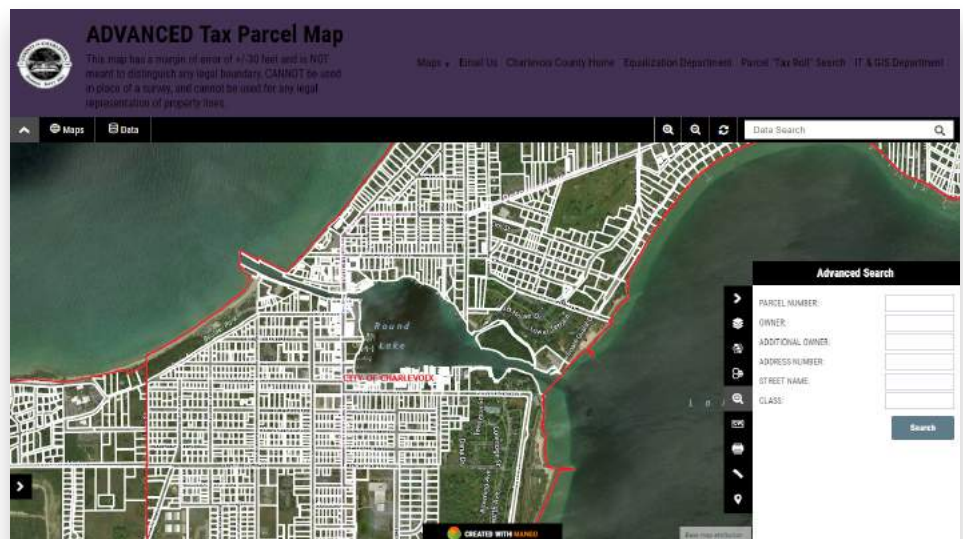 ADVANCED Tax Parcel Map
This map has a margin of error of +/-30 feet and is NOT
meant to distinguish any legal boundary, CANNOT be used
in place of a survey, and cannot be used for any legal
representation of property lines.
Maps Email Us Charlevoix County Home Equalization Department Parcel "Tax Roll" Search IT & GIS Department
Maps Data
Data Search
Round
Lake
CITY OF CHARLEVOIX
Advanced Search
PARCEL NUMBER:
OWNER:
ADDITIONAL OWNER:
ADDRESS NUMBER:
STREET NAME:
CLASS:
Search
CREATED WITH MANGO
Base map attribution